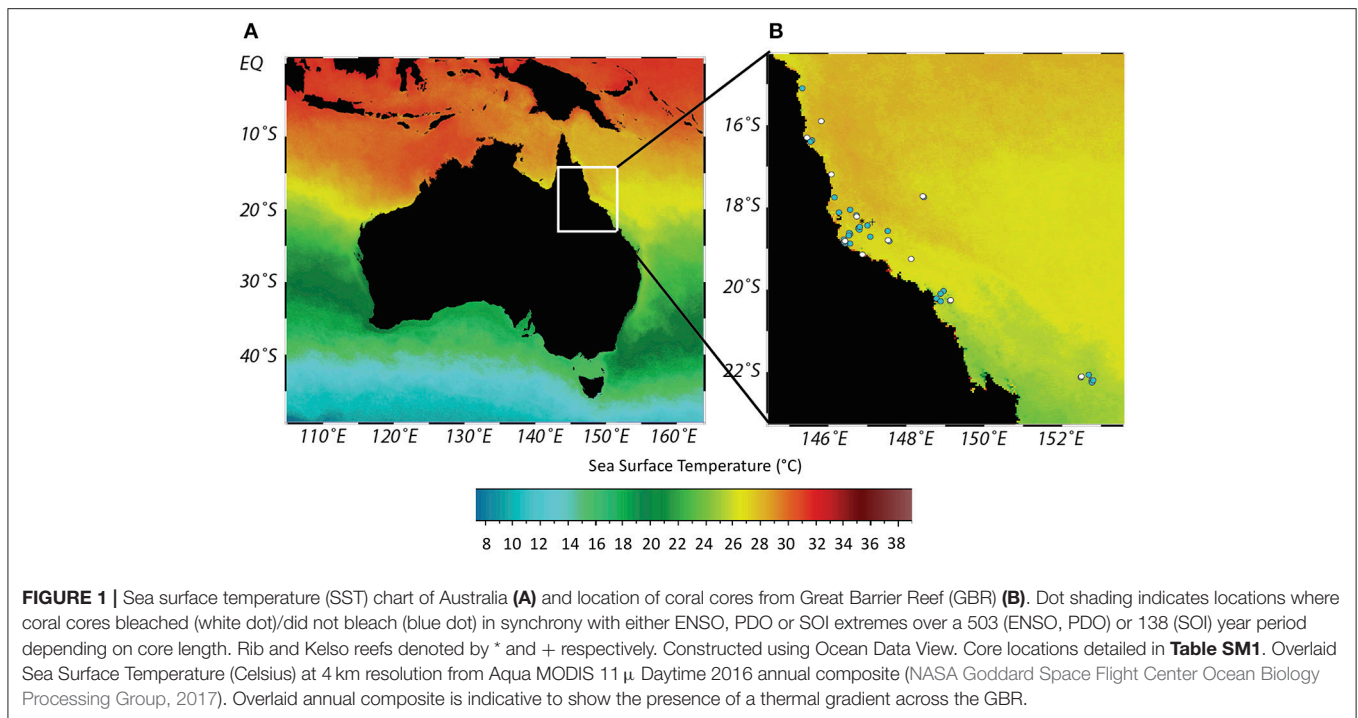 A
B
EQ
10°S
20°S
30°S
40°S
110°E 120°E 130°E 140°E 150°E 160°E
16°S
18°S
20°S
22°S
146°E 148°E 150°E 152°E
Sea Surface Temperature (°C)
8 10 12 14 16 18 20 22 24 26 28 30 32 34 36 38
FIGURE 1 | Sea surface temperature (SST) chart of Australia (A) and location of coral cores from Great Barrier Reef (GBR) (B). Dot shading indicates locations where
coral cores bleached (white dot)/did not bleach (blue dot) in synchrony with either ENSO, PDO or SOI extremes over a 503 (ENSO, PDO) or 138 (SOI) year period
depending on core length. Rib and Kelso reefs denoted by * and + respectively. Constructed using Ocean Data View. Core locations detailed in Table SM1. Overlaid
Sea Surface Temperature (Celsius) at 4 km resolution from Aqua MODIS 11 μ Daytime 2016 annual composite (NASA Goddard Space Flight Center Ocean Biology
Processing Group, 2017). Overlaid annual composite is indicative to show the presence of a thermal gradient across the GBR.